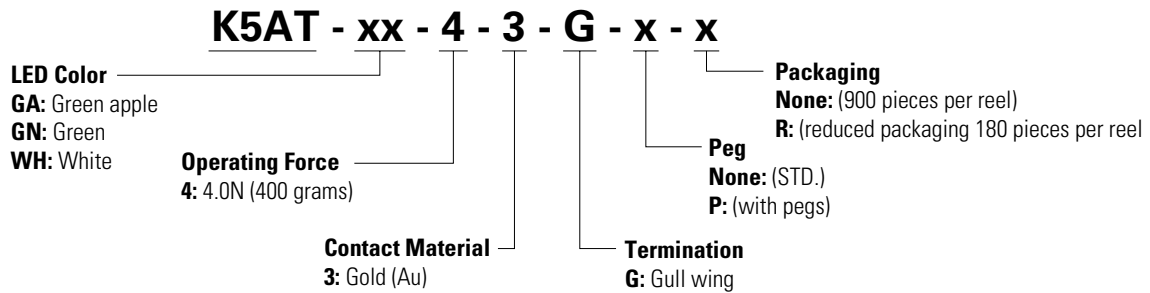 K5AT - xx - 4 - 3 - G - x - x
LED Color
GA: Green apple
GN: Green
WH: White
Operating Force
4: 4.0N (400 grams)
Contact Material
3: Gold (Au)
Termination
G: Gull wing
Peg
None: (STD.)
P: (with pegs)
Packaging
None: (900 pieces per reel)
R: (reduced packaging 180 pieces per reel